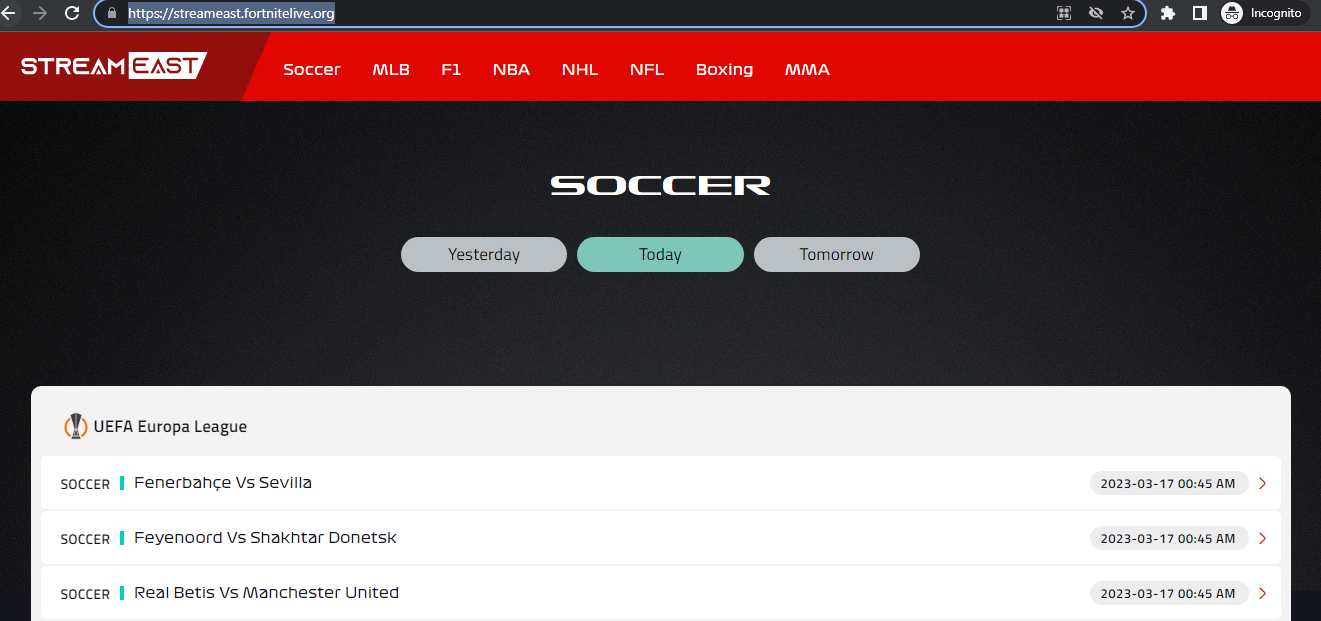 https://streameast.fortnitelive.org
Incognito
STREAMEAST Soccer MLB F1 NBA NHL NFL Boxing MMA
SOCCER
Yesterday Today Tomorrow
UEFA Europa League
SOCCER Fenerbahçe Vs Sevilla 2023-03-17 00:45 AM
SOCCER Feyenoord Vs Shakhtar Donetsk 2023-03-17 00:45 AM
SOCCER Real Betis Vs Manchester United 2023-03-17 00:45 AM